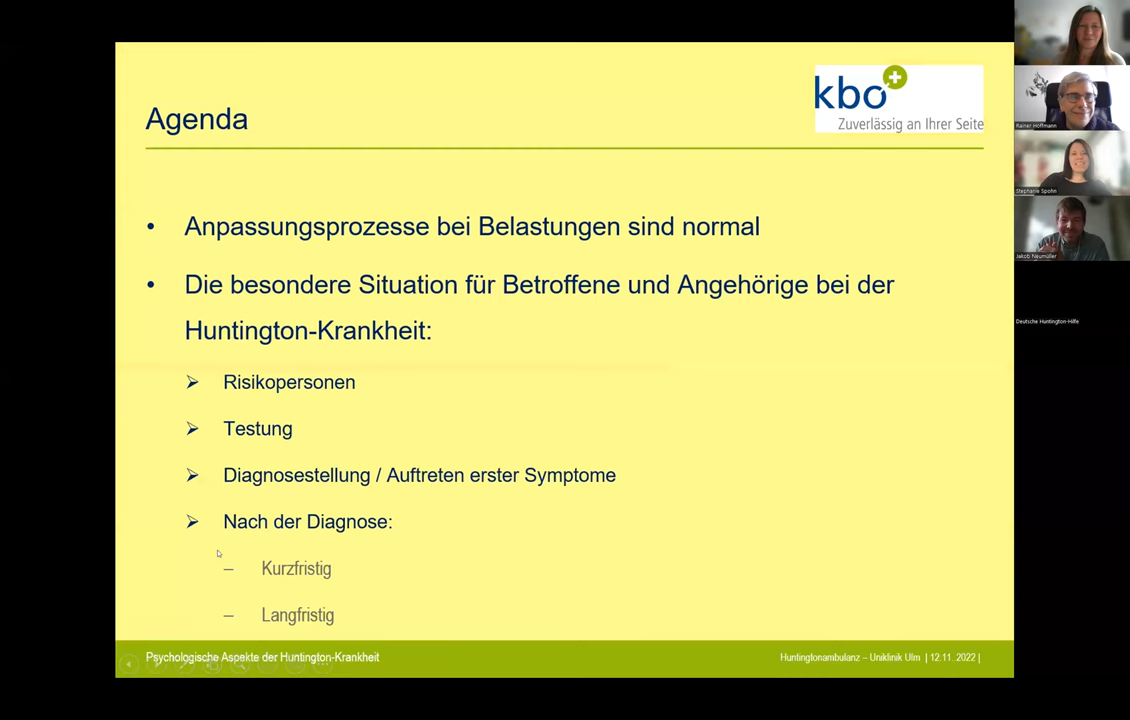 Agenda
kbo
Zuverlässig an Ihrer Seite
• Anpassungsprozesse bei Belastungen sind normal
• Die besondere Situation für Betroffene und Angehörige bei der
Huntington-Krankheit:
➢ Risikopersonen
➢ Testung
➢ Diagnosestellung / Auftreten erster Symptome
➢ Nach der Diagnose:
– Kurzfristig
– Langfristig
Psychologische Aspekte der Huntington-Krankheit
Huntingtonambulanz – Uniklinik Ulm | 12.11. 2022 |
Rainer Hoffmann
Stephanie Spohn
Jakob Neumüller
Deutsche Huntington-Hilfe